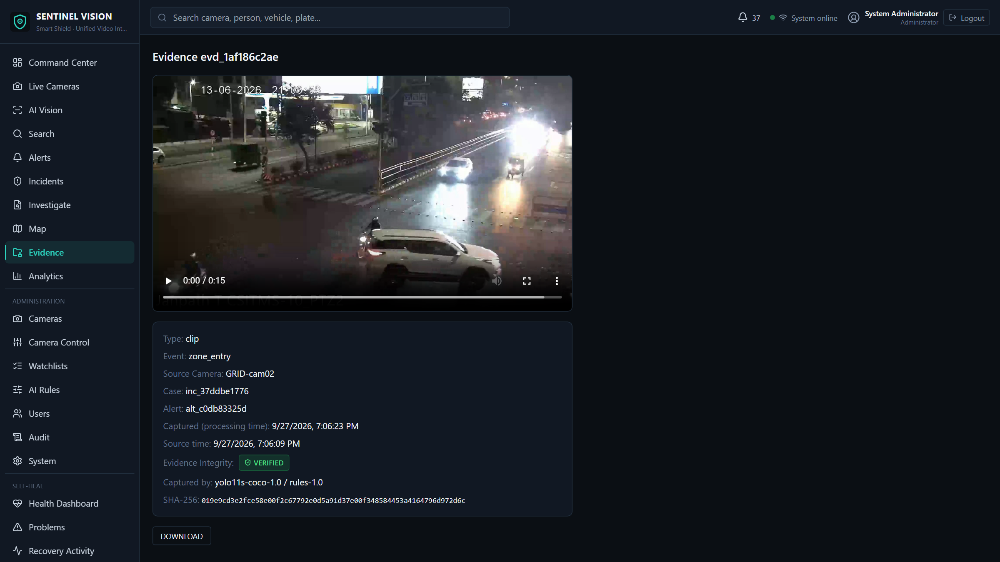 SENTINEL VISION
Smart Shield · Unified Video Int...
Search camera, person, vehicle, plate...
37
System online
System Administrator
Administrator
Logout
Command Center
Live Cameras
AI Vision
Search
Alerts
Incidents
Investigate
Map
Evidence
Analytics
ADMINISTRATION
Cameras
Camera Control
Watchlists
AI Rules
Users
Audit
System
SELF-HEAL
Health Dashboard
Problems
Recovery Activity
Evidence evd_1af186c2ae
13-06-2026 21:06:58
0:00 / 0:15
Janpath T CSITMS-10 PTZ2
Type: clip
Event: zone_entry
Source Camera: GRID-cam02
Case: inc_37ddbe1776
Alert: alt_c0db83325d
Captured (processing time): 9/27/2026, 7:06:23 PM
Source time: 9/27/2026, 7:06:09 PM
Evidence Integrity: VERIFIED
Captured by: yolo11s-coco-1.0 / rules-1.0
SHA-256: 019e9cd3e2fce58e00f2c67792e0d5a91d37e00f348584453a4164796d972d6c
DOWNLOAD